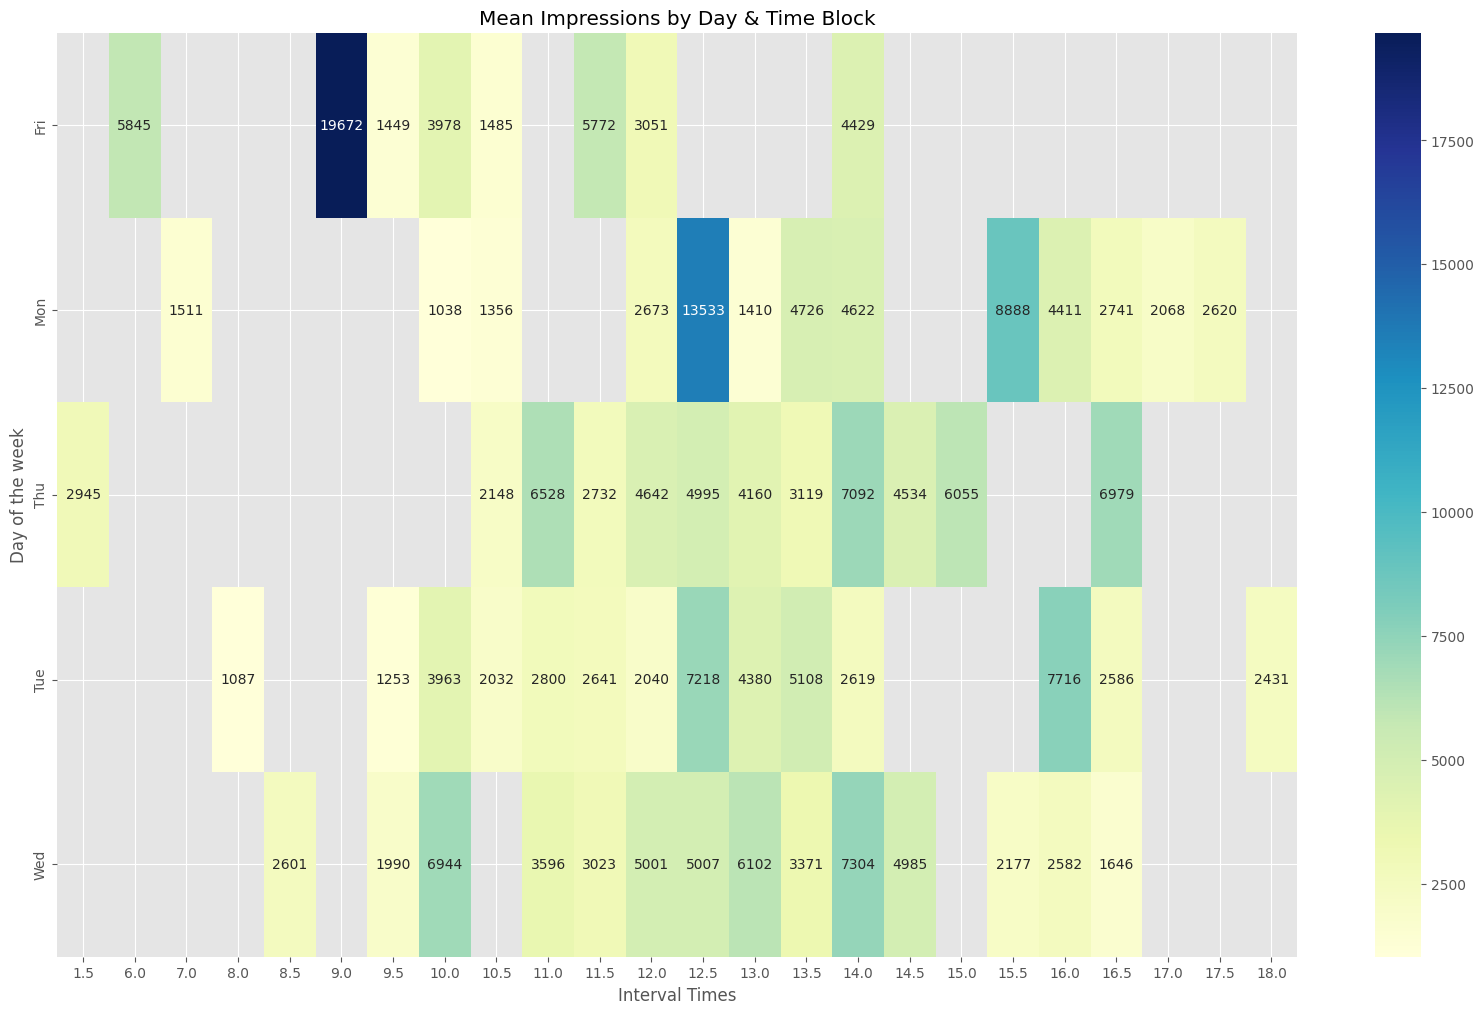 Mean Impressions by Day & Time Block
Fri 5845 19672 1449 3978 1485 5772 3051 4429
Mon 1511 1038 1356 2673 13533 1410 4726 4622 8888 4411 2741 2068 2620
Thu 2945 2148 6528 2732 4642 4995 4160 3119 7092 4534 6055 6979
Tue 1087 1253 3963 2032 2800 2641 2040 7218 4380 5108 2619 7716 2586 2431
Wed 2601 1990 6944 3596 3023 5001 5007 6102 3371 7304 4985 2177 2582 1646
Day of the week
1.5 6.0 7.0 8.0 8.5 9.0 9.5 10.0 10.5 11.0 11.5 12.0 12.5 13.0 13.5 14.0 14.5 15.0 15.5 16.0 16.5 17.0 17.5 18.0
Interval Times
17500
15000
12500
10000
7500
5000
2500